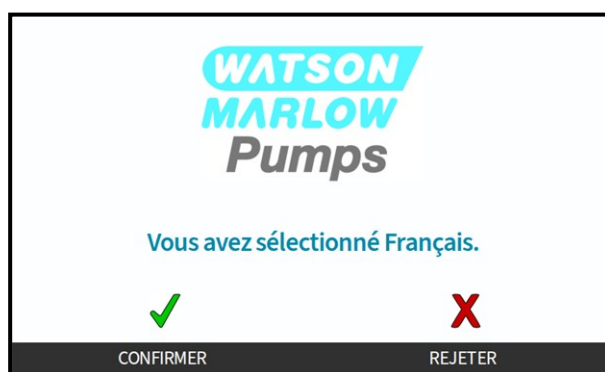 WATSON
MARLOW
Pumps
Vous avez sélectionné Français.
CONFIRMER REJETER